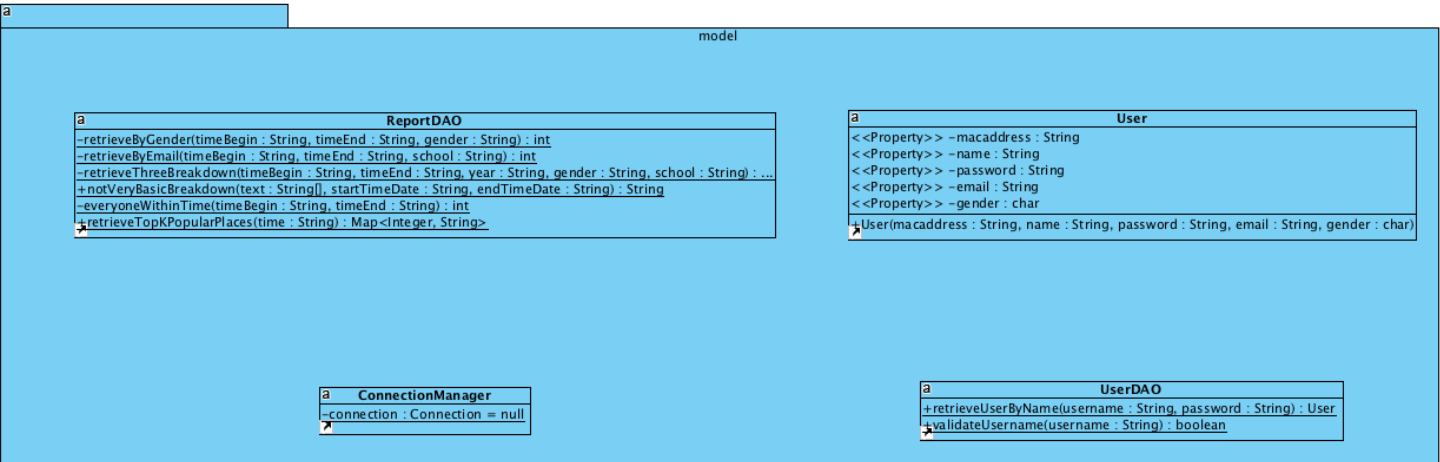 a
model
a
ReportDAO
-retrieveByGender(timeBegin : String, timeEnd : String, gender : String) : int
-retrieveByEmail(timeBegin : String, timeEnd : String, school : String) : int
-retrieveThreeBreakdown(timeBegin : String, timeEnd : String, year : String, gender : String, school : String) : ...
+notVeryBasicBreakdown(text : String[], startTimeDate : String, endTimeDate : String) : String
-everyoneWithinTime(timeBegin : String, timeEnd : String) : int
+retrieveTopKPopularPlaces(time : String) : Map<Integer, String>
a
User
<<Property>> -macaddress : String
<<Property>> -name : String
<<Property>> -password : String
<<Property>> -email : String
<<Property>> -gender : char
+User(macaddress : String, name : String, password : String, email : String, gender : char)
a
ConnectionManager
-connection : Connection = null
a
UserDAO
+retrieveUserByName(username : String, password : String) : User
+validateUsername(username : String) : boolean